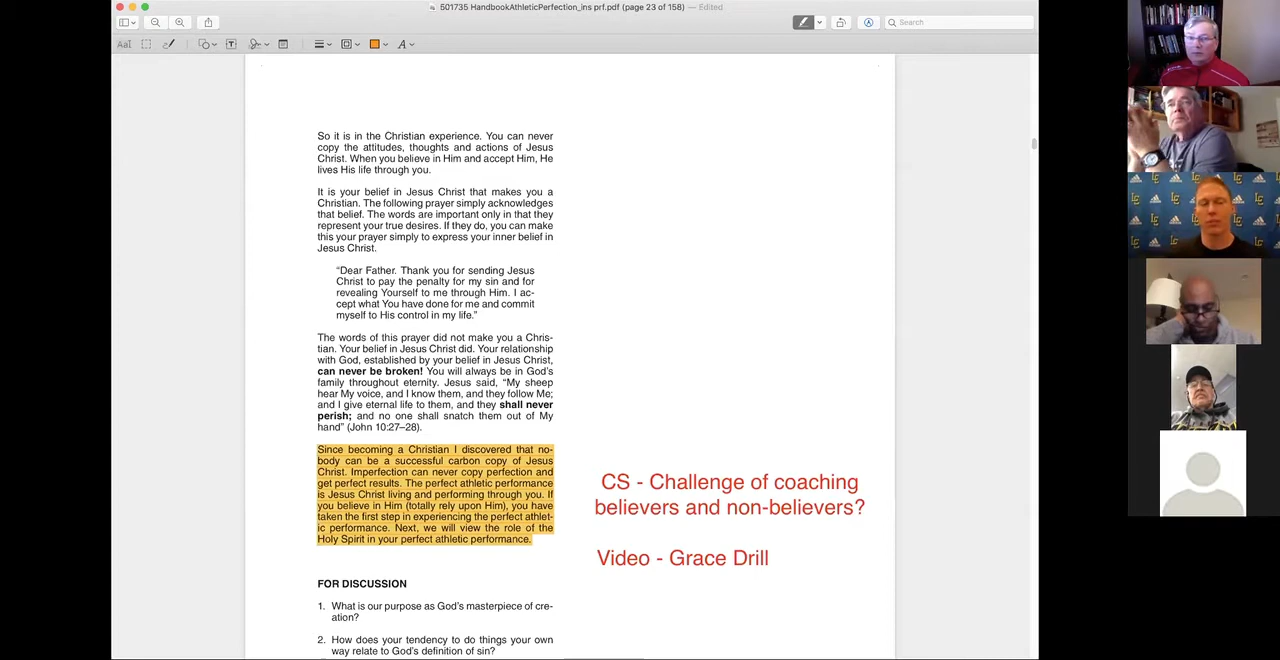 501735 HandbookAthleticPerfection_ins prf.pdf (page 23 of 158) — Edited
Search
AaI
So it is in the Christian experience. You can never
copy the attitudes, thoughts and actions of Jesus
Christ. When you believe in Him and accept Him, He
lives His life through you.
It is your belief in Jesus Christ that makes you a
Christian. The following prayer simply acknowledges
that belief. The words are important only in that they
represent your true desires. If they do, you can make
this your prayer simply to express your inner belief in
Jesus Christ.
“Dear Father. Thank you for sending Jesus
Christ to pay the penalty for my sin and for
revealing Yourself to me through Him. I ac-
cept what You have done for me and commit
myself to His control in my life.”
The words of this prayer did not make you a Chris-
tian. Your belief in Jesus Christ did. Your relationship
with God, established by your belief in Jesus Christ,
can never be broken! You will always be in God’s
family throughout eternity. Jesus said, “My sheep
hear My voice, and I know them, and they follow Me;
and I give eternal life to them, and they shall never
perish; and no one shall snatch them out of My
hand” (John 10:27–28).
Since becoming a Christian I discovered that no-
body can be a successful carbon copy of Jesus
Christ. Imperfection can never copy perfection and
get perfect results. The perfect athletic performance
is Jesus Christ living and performing through you. If
you believe in Him (totally rely upon Him), you have
taken the first step in experiencing the perfect athlet-
ic performance. Next, we will view the role of the
Holy Spirit in your perfect athletic performance.
CS - Challenge of coaching
believers and non-believers?
Video - Grace Drill
FOR DISCUSSION
1. What is our purpose as God’s masterpiece of cre-
ation?
2. How does your tendency to do things your own
way relate to God’s definition of sin?